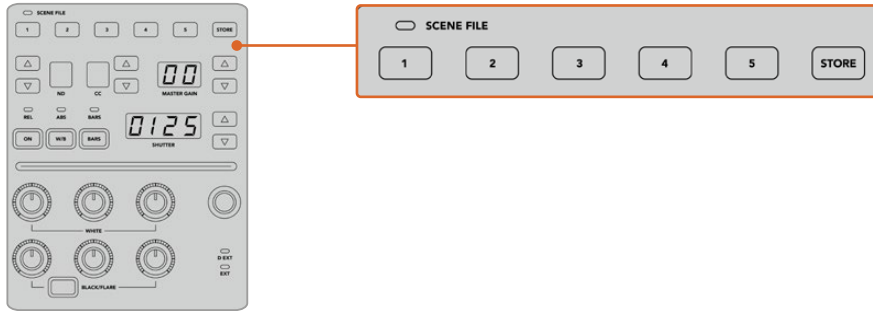 SCENE FILE
1 2 3 4 5 STORE
ND CC MASTER GAIN
00
REL ABS BARS
ON W/B BARS
0125
SHUTTER
WHITE
D EXT
EXT
BLACK/FLARE
SCENE FILE
1 2 3 4 5 STORE